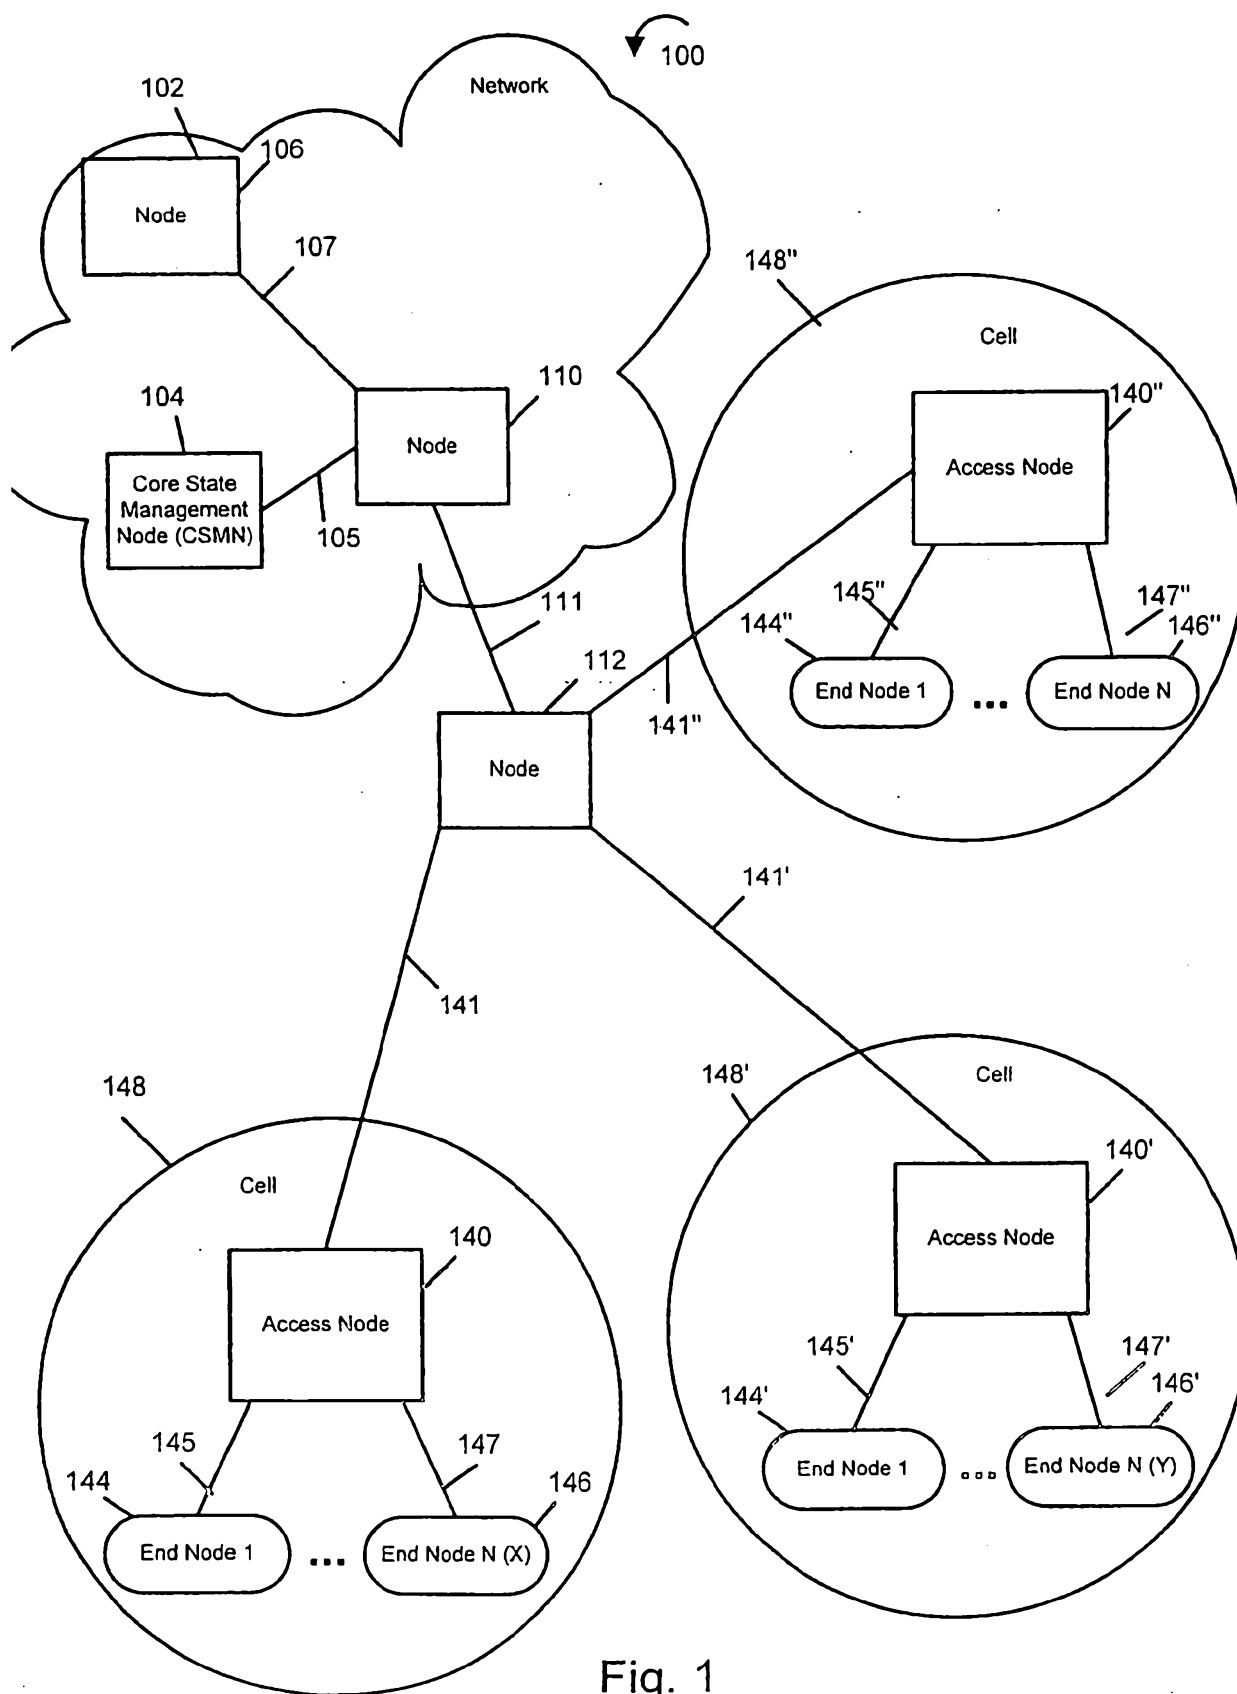 100
Network
102
106
Node
107
148"
Cell
104
110
140"
Node
Access Node
Core State
Management
Node (CSMN)
105
145"
147"
111
144"
146"
112
End Node 1
...
End Node N
141"
Node
141'
141
148'
Cell
148
140'
Cell
Access Node
140
Access Node
145'
147'
144'
146'
145
147
End Node 1
...
End Node N (Y)
144
146
End Node 1
...
End Node N (X)
Fig. 1